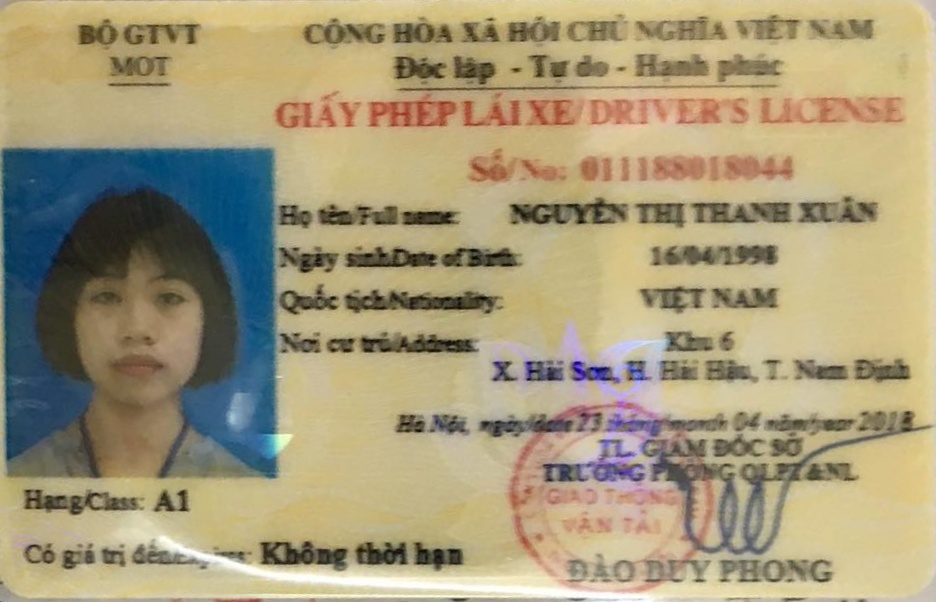 BỘ GTVT
MOT
CỘNG HÒA XÃ HỘI CHỦ NGHĨA VIỆT NAM
Độc lập - Tự do - Hạnh phúc
GIẤY PHÉP LÁI XE/DRIVER'S LICENSE
Số/No: 011188018044
Họ tên/Full name: NGUYỄN THỊ THANH XUÂN
Ngày sinh/Date of Birth: 16/04/1998
Quốc tịch/Nationality: VIỆT NAM
Nơi cư trú/Address: Khu 6
X. Hải Sơn, H. Hải Hậu, T. Nam Định
Hà Nội, ngày/date 23 tháng/month 04 năm/year 2018
TL. GIÁM ĐỐC SỞ
TRƯỞNG PHÒNG QLPT&NL
GIAO THÔNG
VẬN TẢI
ĐÀO DUY PHONG
Hạng/Class: A1
Có giá trị đến/Expires: Không thời hạn